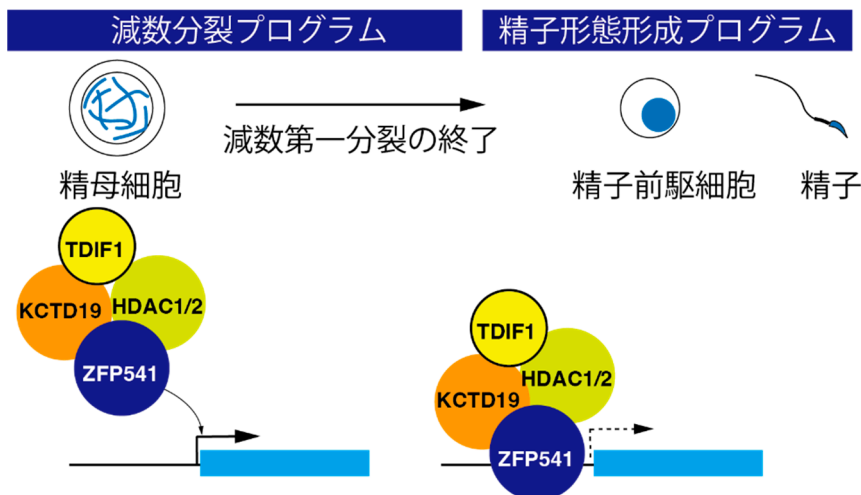 減数分裂プログラム
精子形態形成プログラム
減数第一分裂の終了
精母細胞
精子前駆細胞
精子
TDIF1
KCTD19
HDAC1/2
ZFP541
TDIF1
KCTD19
HDAC1/2
ZFP541